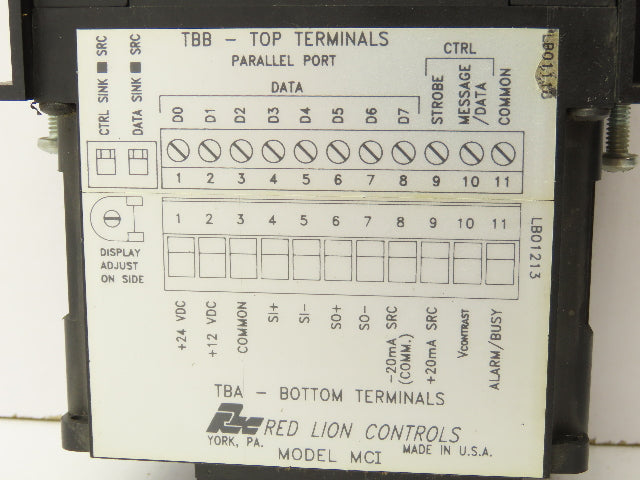 TBB - TOP TERMINALS
PARALLEL PORT
CTRL SINK ■ SRC
DATA SINK ■ SRC
DATA
CTRL
D0 D1 D2 D3 D4 D5 D6 D7 STROBE MESSAGE/DATA COMMON
1 2 3 4 5 6 7 8 9 10 11
1 2 3 4 5 6 7 8 9 10 11
DISPLAY
ADJUST
ON SIDE
LB01213
+24 VDC
+12 VDC
COMMON
SI+
SI-
SO+
SO-
-20mA SRC
(COMM.)
+20mA SRC
VCONTRAST
ALARM/BUSY
TBA - BOTTOM TERMINALS
RED LION CONTROLS
YORK, PA.
MADE IN U.S.A.
MODEL MCI